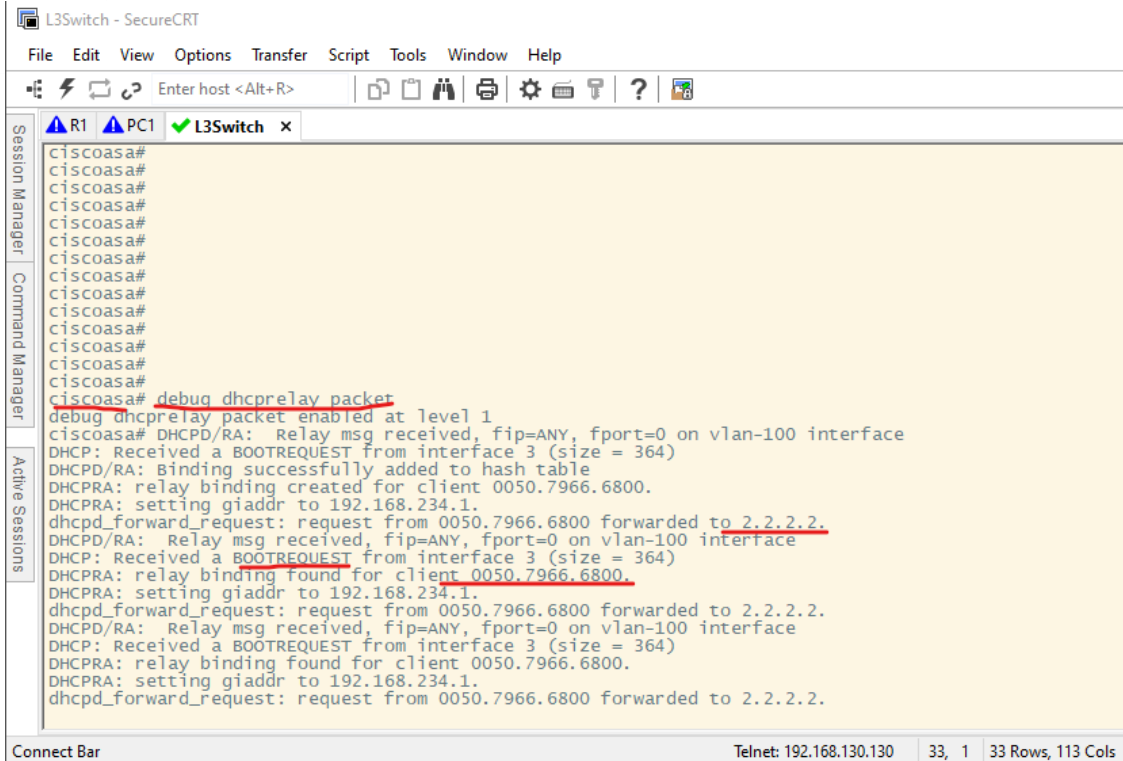 L3Switch - SecureCRT
File Edit View Options Transfer Script Tools Window Help
Enter host <Alt+R>
R1 PC1 L3Switch ×
Session Manager
Command Manager
Active Sessions
ciscoasa#
ciscoasa#
ciscoasa#
ciscoasa#
ciscoasa#
ciscoasa#
ciscoasa#
ciscoasa#
ciscoasa#
ciscoasa#
ciscoasa#
ciscoasa#
ciscoasa#
ciscoasa#
ciscoasa# debug dhcprelay packet
debug dhcprelay packet enabled at level 1
ciscoasa# DHCPD/RA:  Relay msg received, fip=ANY, fport=0 on vlan-100 interface
DHCP: Received a BOOTREQUEST from interface 3 (size = 364)
DHCPD/RA: Binding successfully added to hash table
DHCPRA: relay binding created for client 0050.7966.6800.
DHCPRA: setting giaddr to 192.168.234.1.
dhcpd_forward_request: request from 0050.7966.6800 forwarded to 2.2.2.2.
DHCPD/RA:  Relay msg received, fip=ANY, fport=0 on vlan-100 interface
DHCP: Received a BOOTREQUEST from interface 3 (size = 364)
DHCPRA: relay binding found for client 0050.7966.6800.
DHCPRA: setting giaddr to 192.168.234.1.
dhcpd_forward_request: request from 0050.7966.6800 forwarded to 2.2.2.2.
DHCPD/RA:  Relay msg received, fip=ANY, fport=0 on vlan-100 interface
DHCP: Received a BOOTREQUEST from interface 3 (size = 364)
DHCPRA: relay binding found for client 0050.7966.6800.
DHCPRA: setting giaddr to 192.168.234.1.
dhcpd_forward_request: request from 0050.7966.6800 forwarded to 2.2.2.2.
Connect Bar Telnet: 192.168.130.130 33, 1 33 Rows, 113 Cols